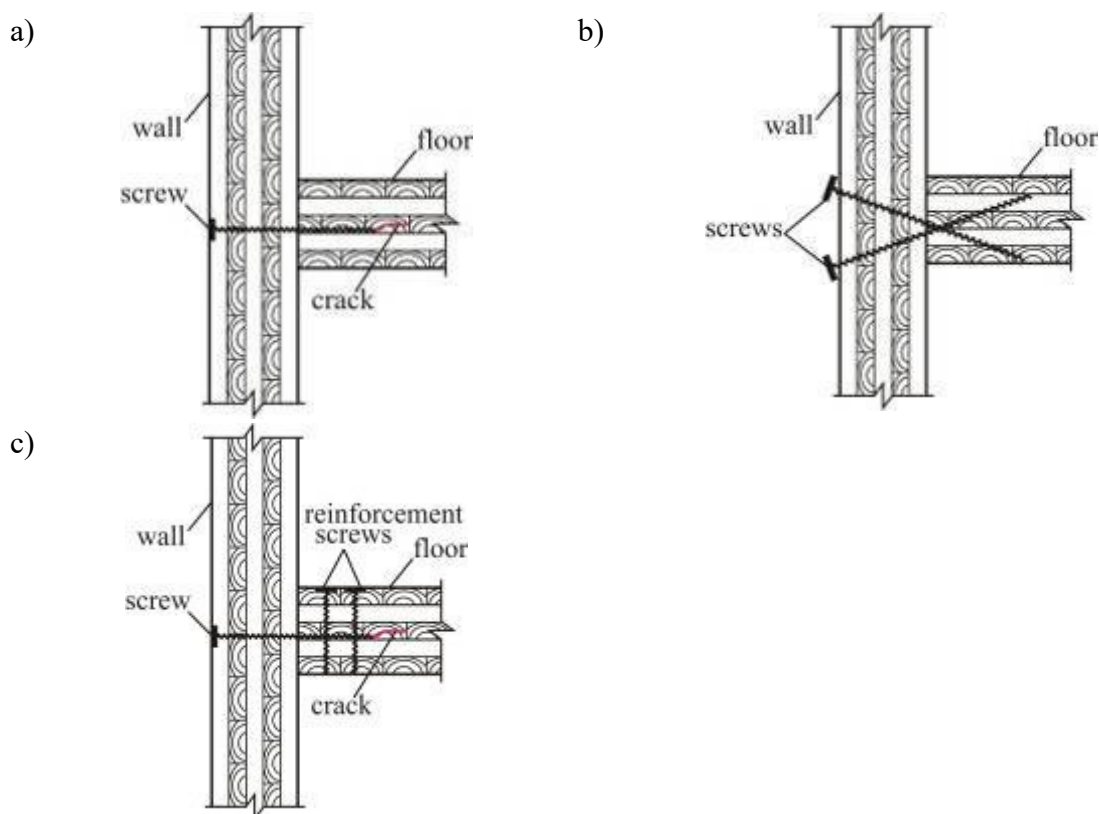 a)
wall
floor
screw
crack
b)
wall
floor
screws
c)
reinforcement
screws
wall
floor
screw
crack